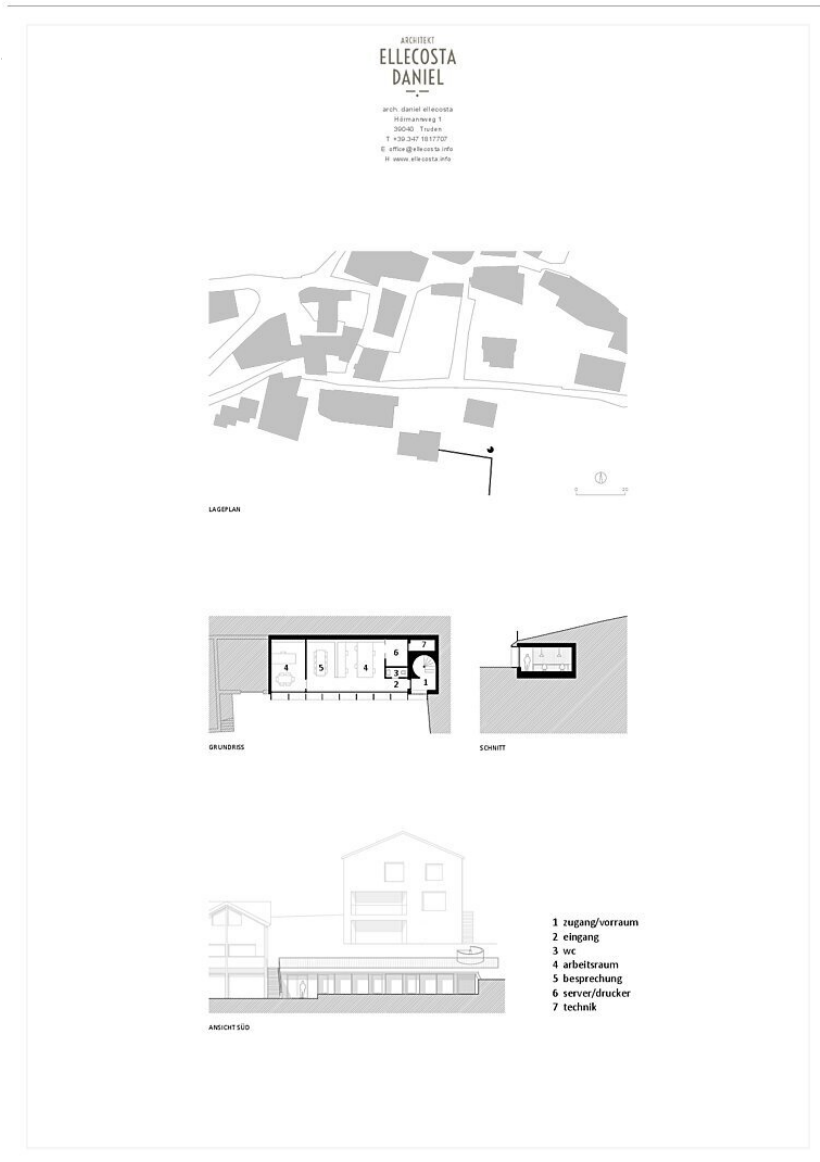 ARCHITEKT
ELLECOSTA
DANIEL
arch. daniel ellecosta
Hörmannweg 1
39040 Truden
T +39 347 1817707
E office@ellecosta.info
H www.ellecosta.info
0 20
LAGEPLAN
7
6
4 5 4
3
2 1
GRUNDRISS
SCHNITT
1 zugang/vorraum
2 eingang
3 wc
4 arbeitsraum
5 besprechung
6 server/drucker
7 technik
ANSICHT SÜD